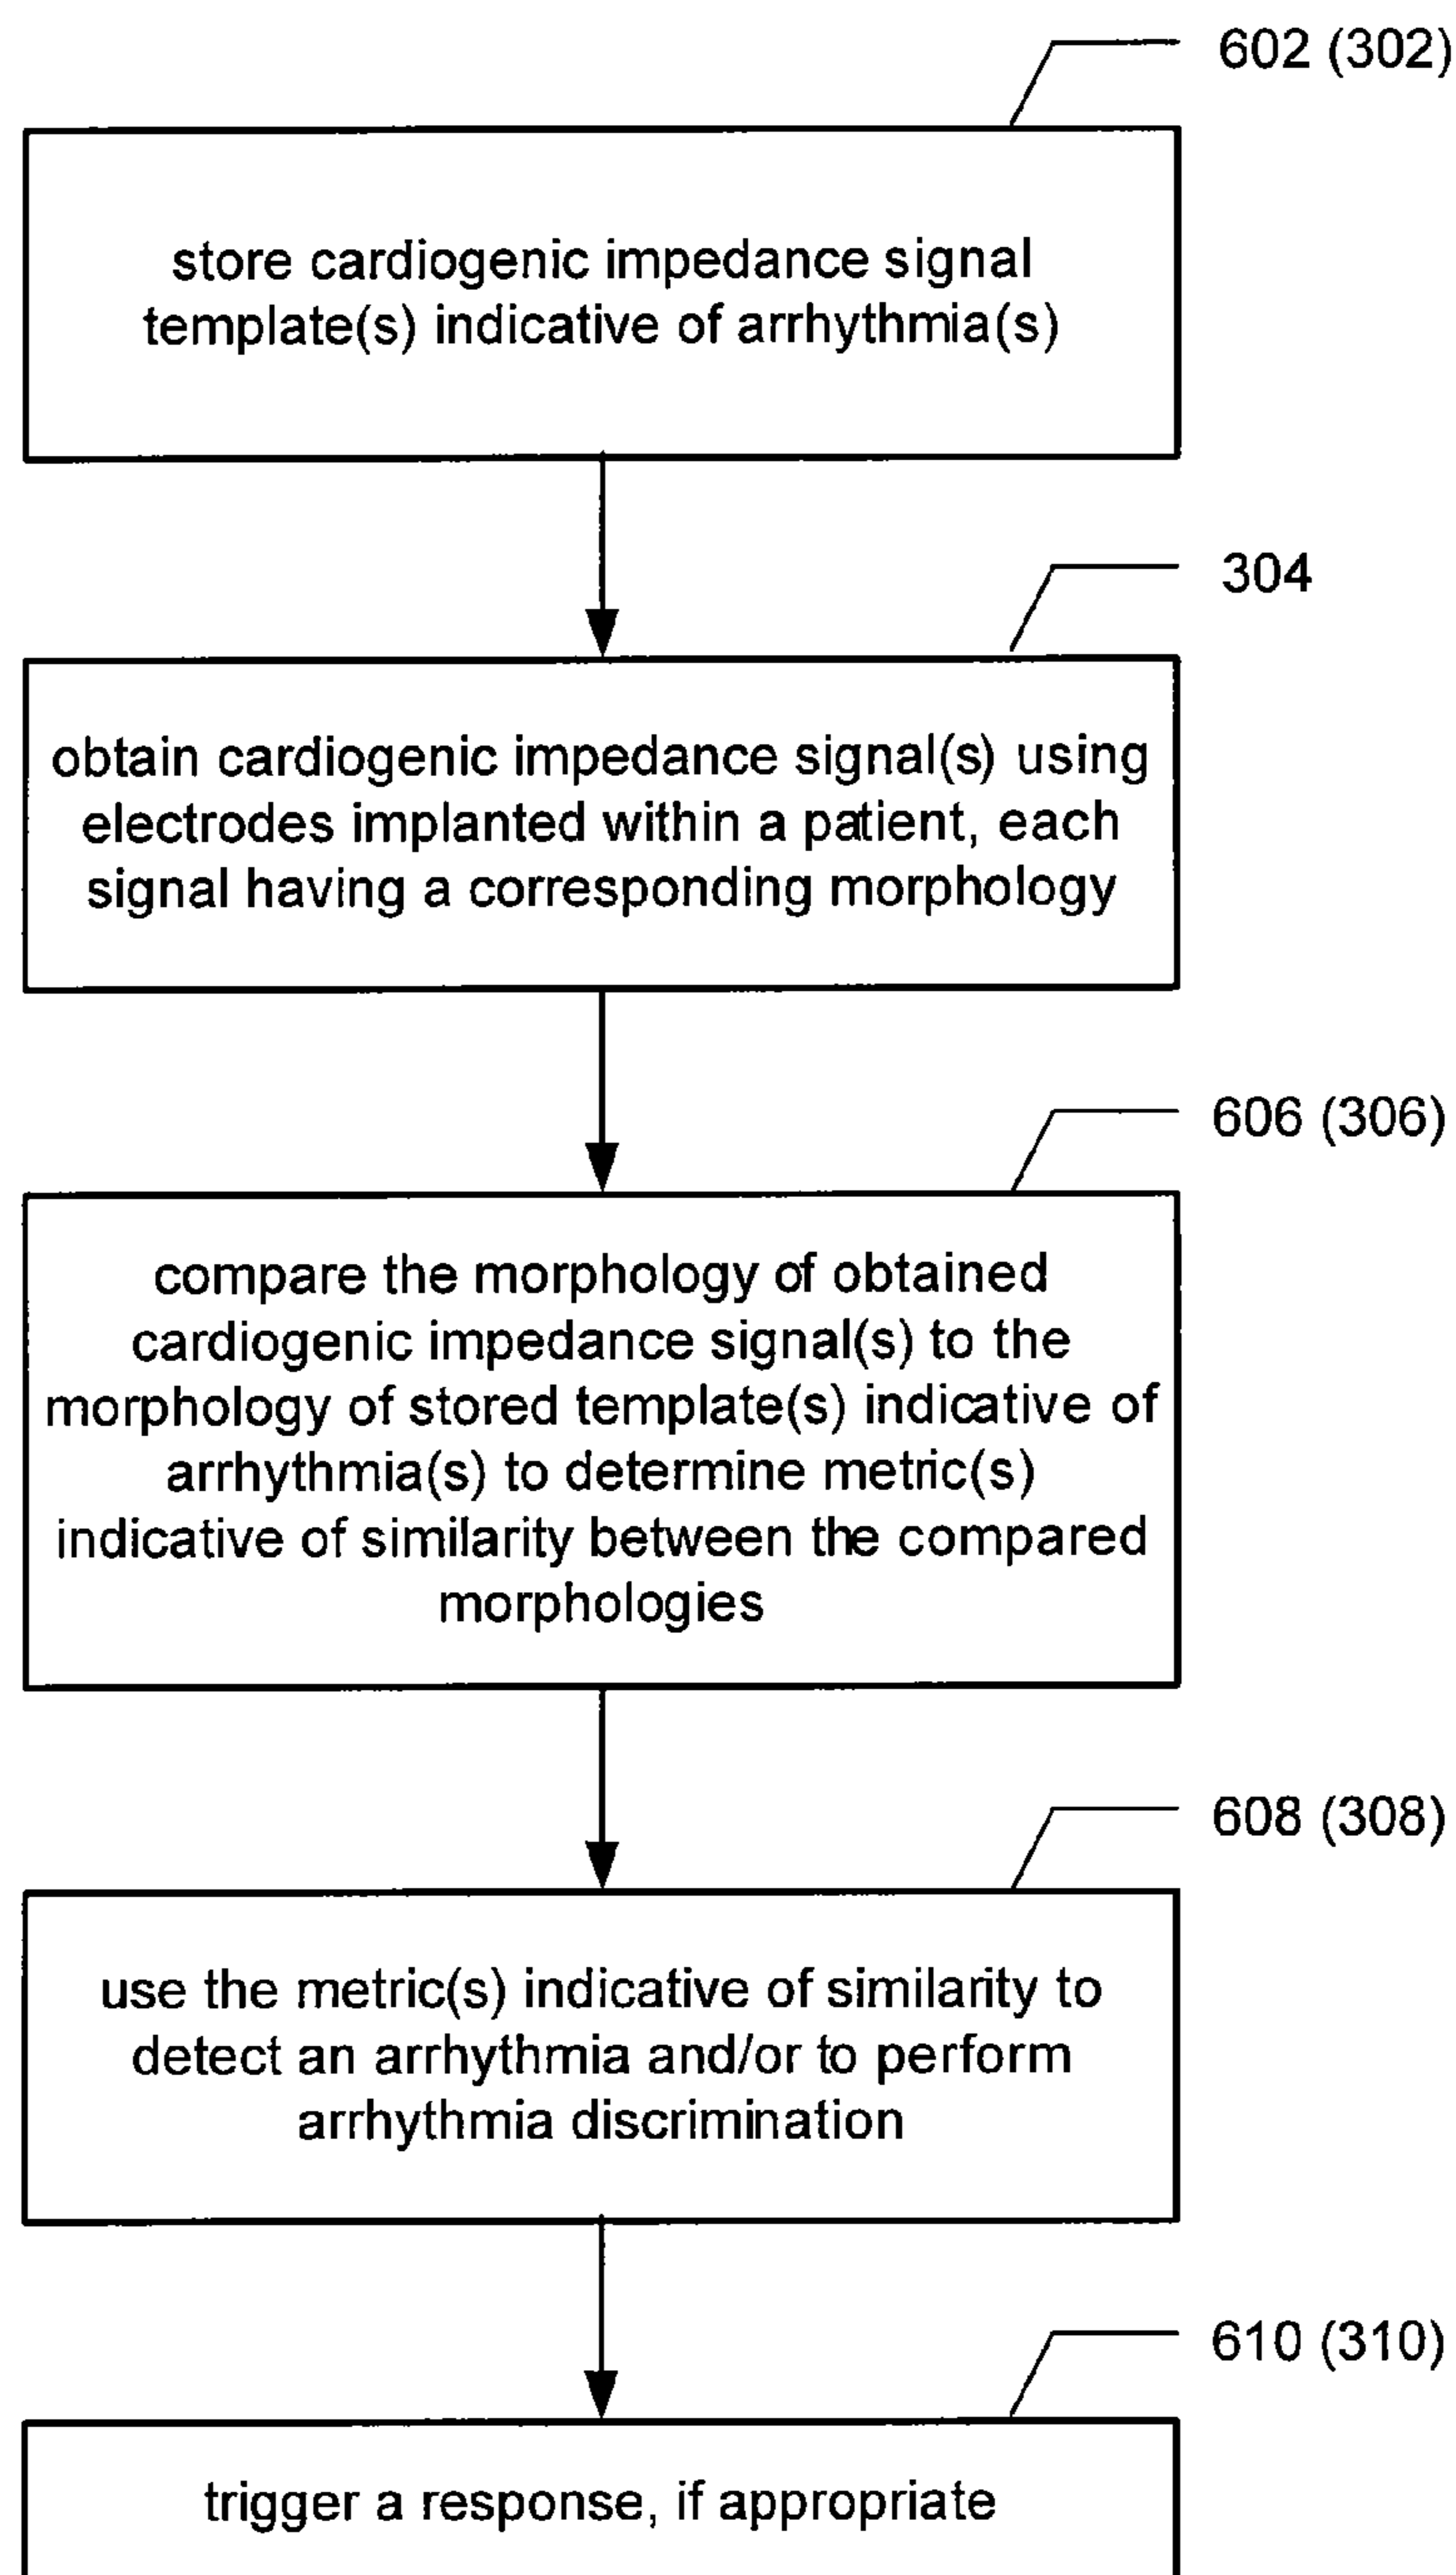 602 (302)
store cardiogenic impedance signal
template(s) indicative of arrhythmia(s)
304
obtain cardiogenic impedance signal(s) using
electrodes implanted within a patient, each
signal having a corresponding morphology
606 (306)
compare the morphology of obtained
cardiogenic impedance signal(s) to the
morphology of stored template(s) indicative of
arrhythmia(s) to determine metric(s)
indicative of similarity between the compared
morphologies
608 (308)
use the metric(s) indicative of similarity to
detect an arrhythmia and/or to perform
arrhythmia discrimination
610 (310)
trigger a response, if appropriate